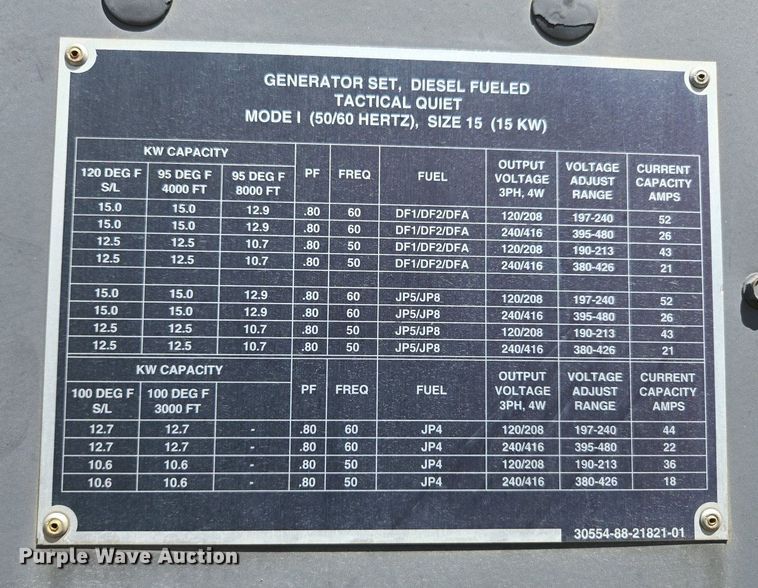 GENERATOR SET, DIESEL FUELED
TACTICAL QUIET
MODE I (50/60 HERTZ), SIZE 15 (15 KW)
KW CAPACITY PF FREQ FUEL OUTPUT VOLTAGE 3PH, 4W VOLTAGE ADJUST RANGE CURRENT CAPACITY AMPS
120 DEG F S/L 95 DEG F 4000 FT 95 DEG F 8000 FT
15.0 15.0 12.9 .80 60 DF1/DF2/DFA 120/208 197-240 52
15.0 15.0 12.9 .80 60 DF1/DF2/DFA 240/416 395-480 26
12.5 12.5 10.7 .80 50 DF1/DF2/DFA 120/208 190-213 43
12.5 12.5 10.7 .80 50 DF1/DF2/DFA 240/416 380-426 21
15.0 15.0 12.9 .80 60 JP5/JP8 120/208 197-240 52
15.0 15.0 12.9 .80 60 JP5/JP8 240/416 395-480 26
12.5 12.5 10.7 .80 50 JP5/JP8 120/208 190-213 43
12.5 12.5 10.7 .80 50 JP5/JP8 240/416 380-426 21
KW CAPACITY PF FREQ FUEL OUTPUT VOLTAGE 3PH, 4W VOLTAGE ADJUST RANGE CURRENT CAPACITY AMPS
100 DEG F S/L 100 DEG F 3000 FT
12.7 12.7 - .80 60 JP4 120/208 197-240 44
12.7 12.7 - .80 60 JP4 240/416 395-480 22
10.6 10.6 - .80 50 JP4 120/208 190-213 36
10.6 10.6 - .80 50 JP4 240/416 380-426 18
30554-88-21821-01
Purple Wave Auction